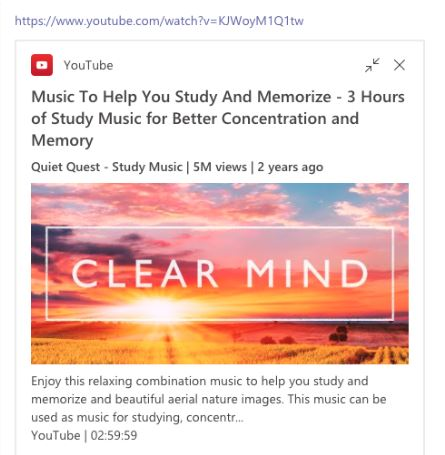 https://www.youtube.com/watch?v=KJWoyM1Q1tw
YouTube
Music To Help You Study And Memorize - 3 Hours
of Study Music for Better Concentration and
Memory
Quiet Quest - Study Music | 5M views | 2 years ago
CLEAR MIND
Enjoy this relaxing combination music to help you study and
memorize and beautiful aerial nature images. This music can be
used as music for studying, concentr...
YouTube | 02:59:59